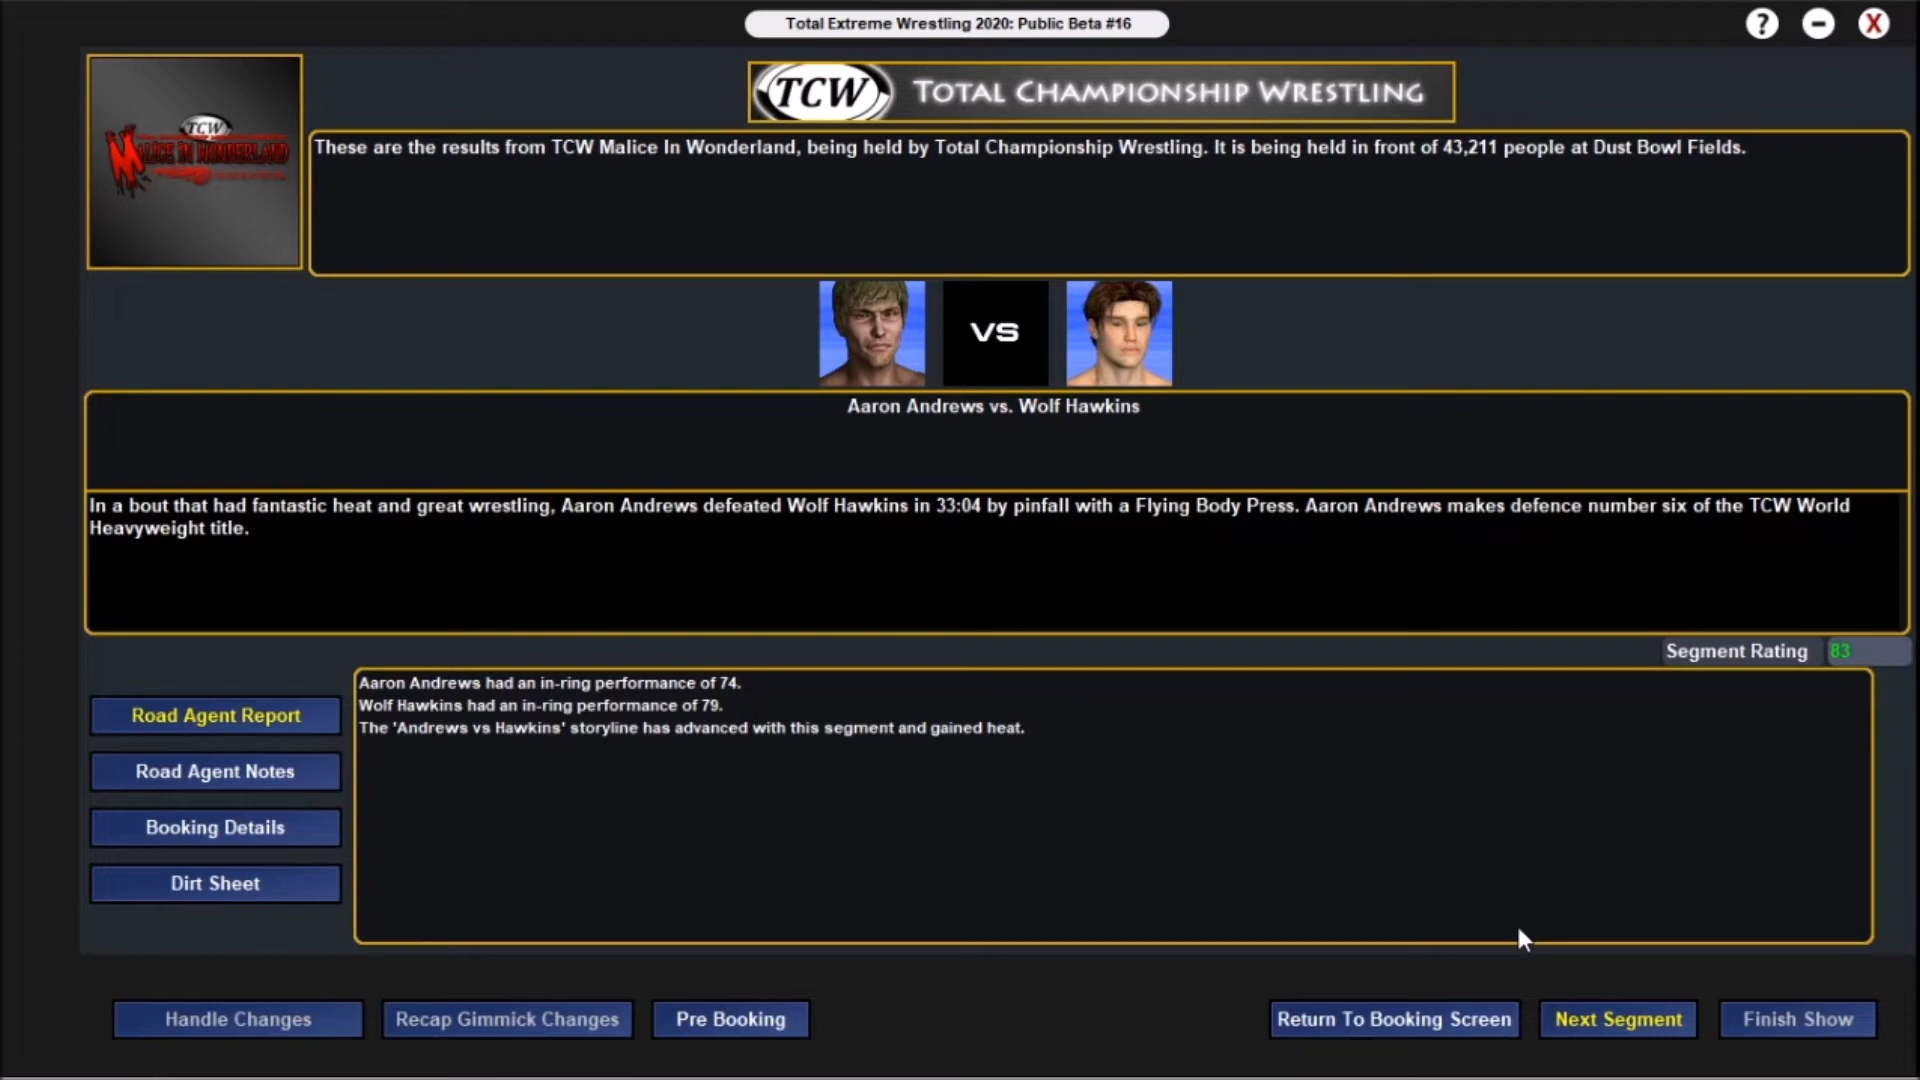 Total Extreme Wrestling 2020: Public Beta #16
?
X
TCW
MALICE IN WONDERLAND
TCW TOTAL CHAMPIONSHIP WRESTLING
These are the results from TCW Malice In Wonderland, being held by Total Championship Wrestling. It is being held in front of 43,211 people at Dust Bowl Fields.
VS
Aaron Andrews vs. Wolf Hawkins
In a bout that had fantastic heat and great wrestling, Aaron Andrews defeated Wolf Hawkins in 33:04 by pinfall with a Flying Body Press. Aaron Andrews makes defence number six of the TCW World
Heavyweight title.
Segment Rating 83
Aaron Andrews had an in-ring performance of 74.
Wolf Hawkins had an in-ring performance of 79.
The 'Andrews vs Hawkins' storyline has advanced with this segment and gained heat.
Road Agent Report
Road Agent Notes
Booking Details
Dirt Sheet
Handle Changes
Recap Gimmick Changes
Pre Booking
Return To Booking Screen
Next Segment
Finish Show